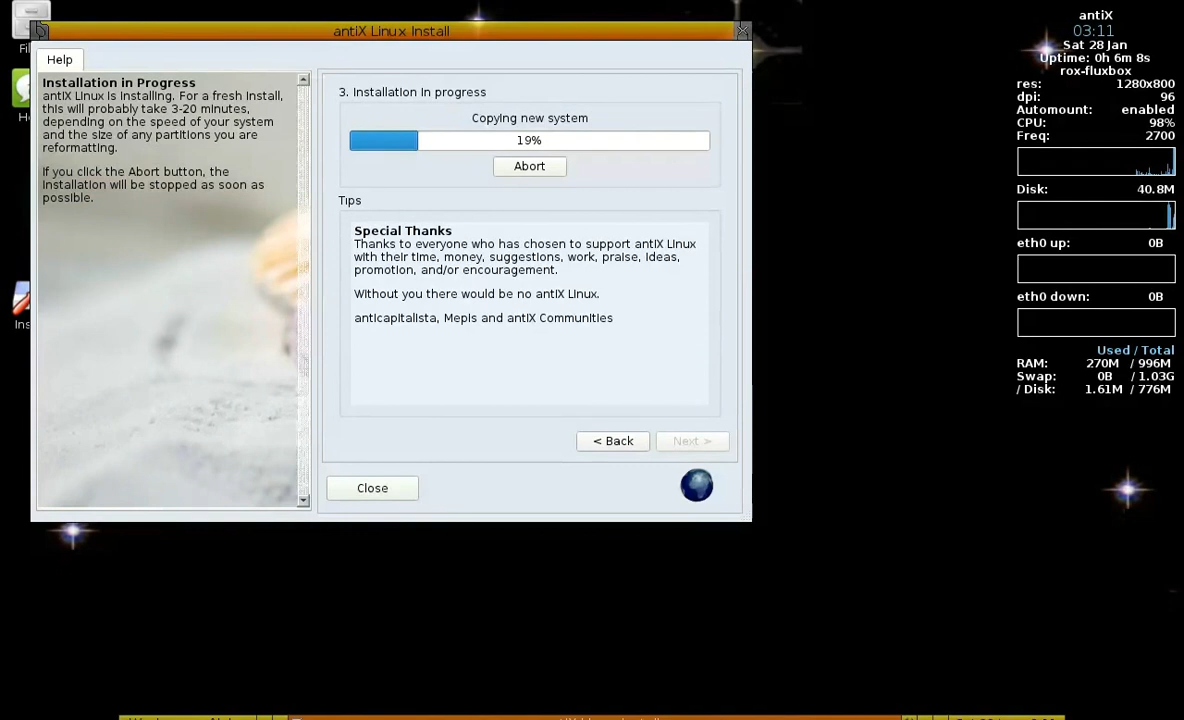 antiX Linux Install
Help
Installation in Progress
antiX Linux is installing. For a fresh install,
this will probably take 3-20 minutes,
depending on the speed of your system
and the size of any partitions you are
reformatting.
If you click the Abort button, the
installation will be stopped as soon as
possible.
3. Installation in progress
Copying new system
19%
Abort
Tips
Special Thanks
Thanks to everyone who has chosen to support antiX Linux
with their time, money, suggestions, work, praise, ideas,
promotion, and/or encouragement.
Without you there would be no antiX Linux.
anticapitalista, Mepis and antiX Communities
< Back
Next >
Close
antiX
03:11
Sat 28 Jan
Uptime: 0h 6m 8s
rox-fluxbox
res: 1280x800
dpi: 96
Automount: enabled
CPU: 98%
Freq: 2700
Disk: 40.8M
eth0 up: 0B
eth0 down: 0B
Used / Total
RAM: 270M / 996M
Swap: 0B / 1.03G
/ Disk: 1.61M / 776M